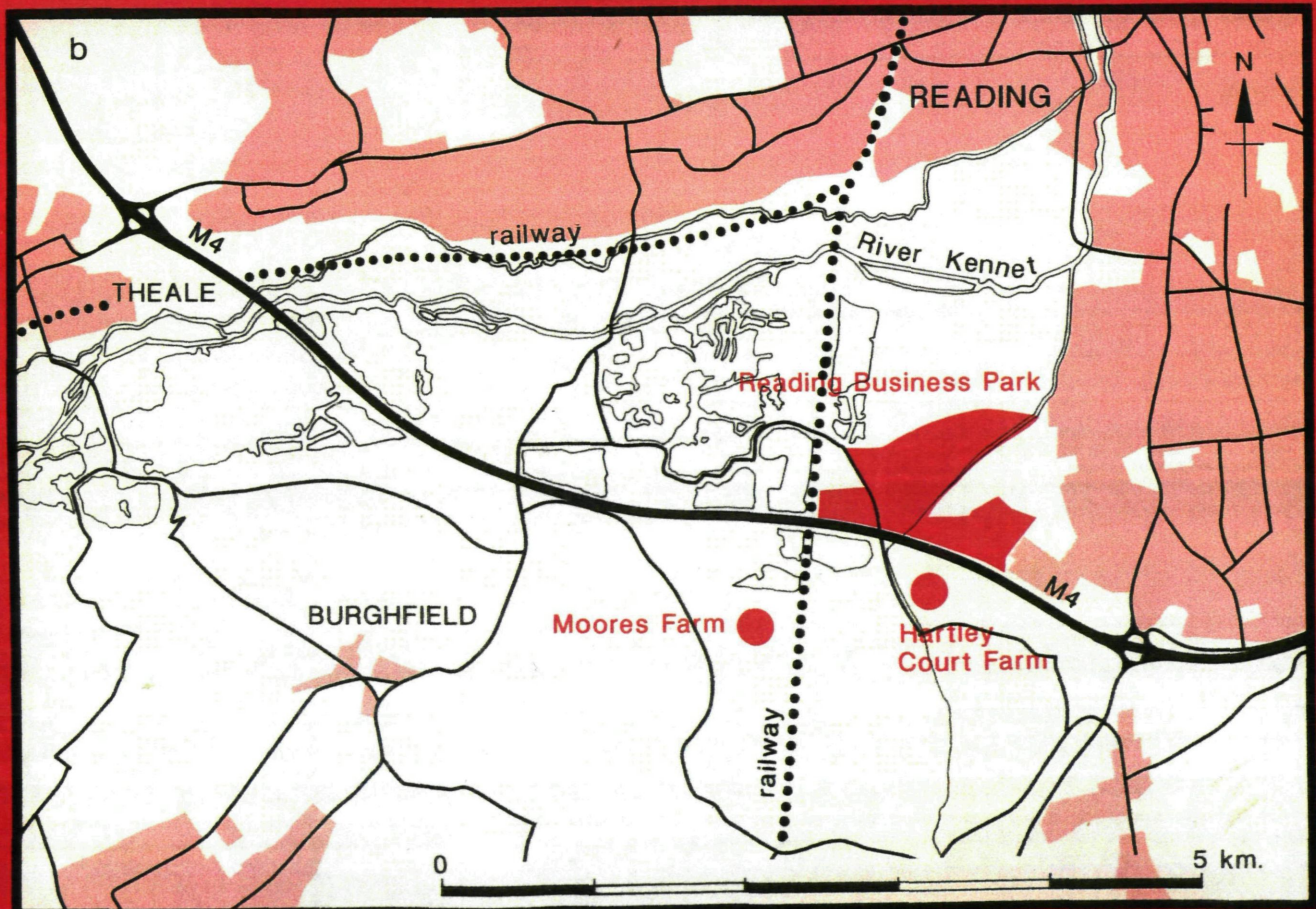 b
N
READING
M4
railway
River Kennet
THEALE
Reading Business Park
BURGHFIELD
Moores Farm
M4
Hartley
Court Farm
railway
0
5 km.